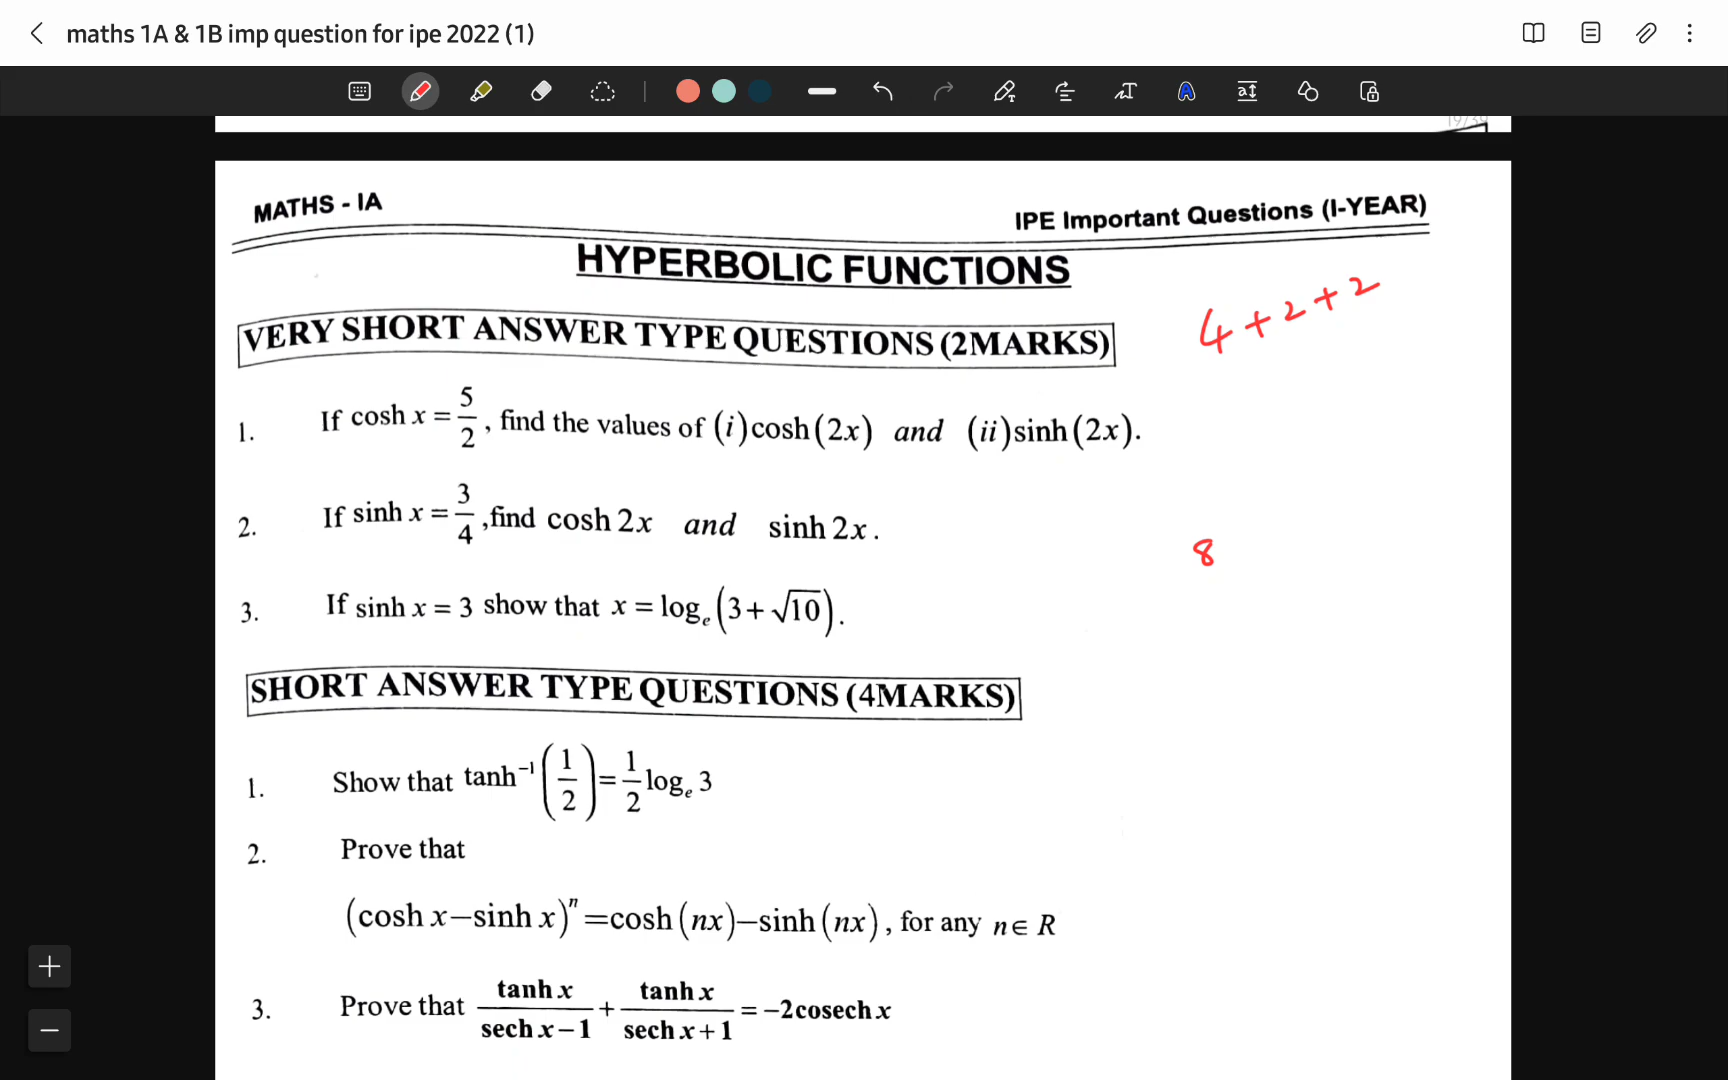 maths 1A & 1B imp question for ipe 2022 (1)
19/39
MATHS - IA
IPE Important Questions (I-YEAR)
HYPERBOLIC FUNCTIONS
4+2+2
VERY SHORT ANSWER TYPE QUESTIONS (2MARKS)
1. If cosh x = 5/2, find the values of (i)cosh(2x) and (ii)sinh(2x).
2. If sinh x = 3/4,find cosh 2x and sinh 2x.
8
3. If sinh x = 3 show that x = logₑ(3+√10).
SHORT ANSWER TYPE QUESTIONS (4MARKS)
1. Show that tanh⁻¹(1/2)=1/2 logₑ 3
2. Prove that
(cosh x–sinh x)ⁿ=cosh(nx)–sinh(nx), for any n∈ R
3. Prove that tanh x/sech x–1 + tanh x/sech x+1 = –2cosech x